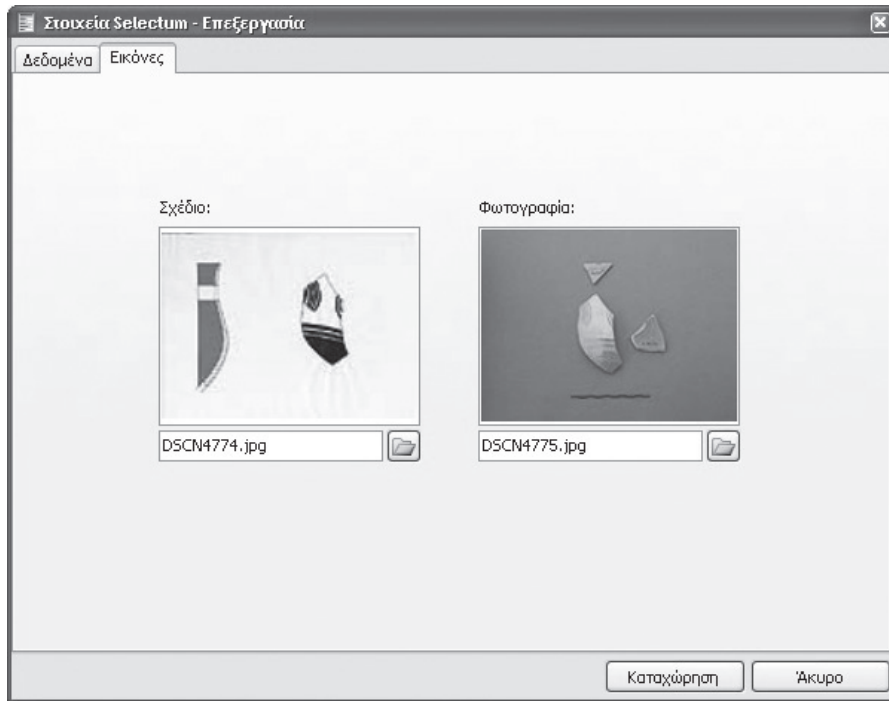 Στοιχεία Selectum - Επεξεργασία
Δεδομένα Εικόνες
Σχέδιο: Φωτογραφία:
DSCN4774.jpg DSCN4775.jpg
Καταχώρηση Άκυρο